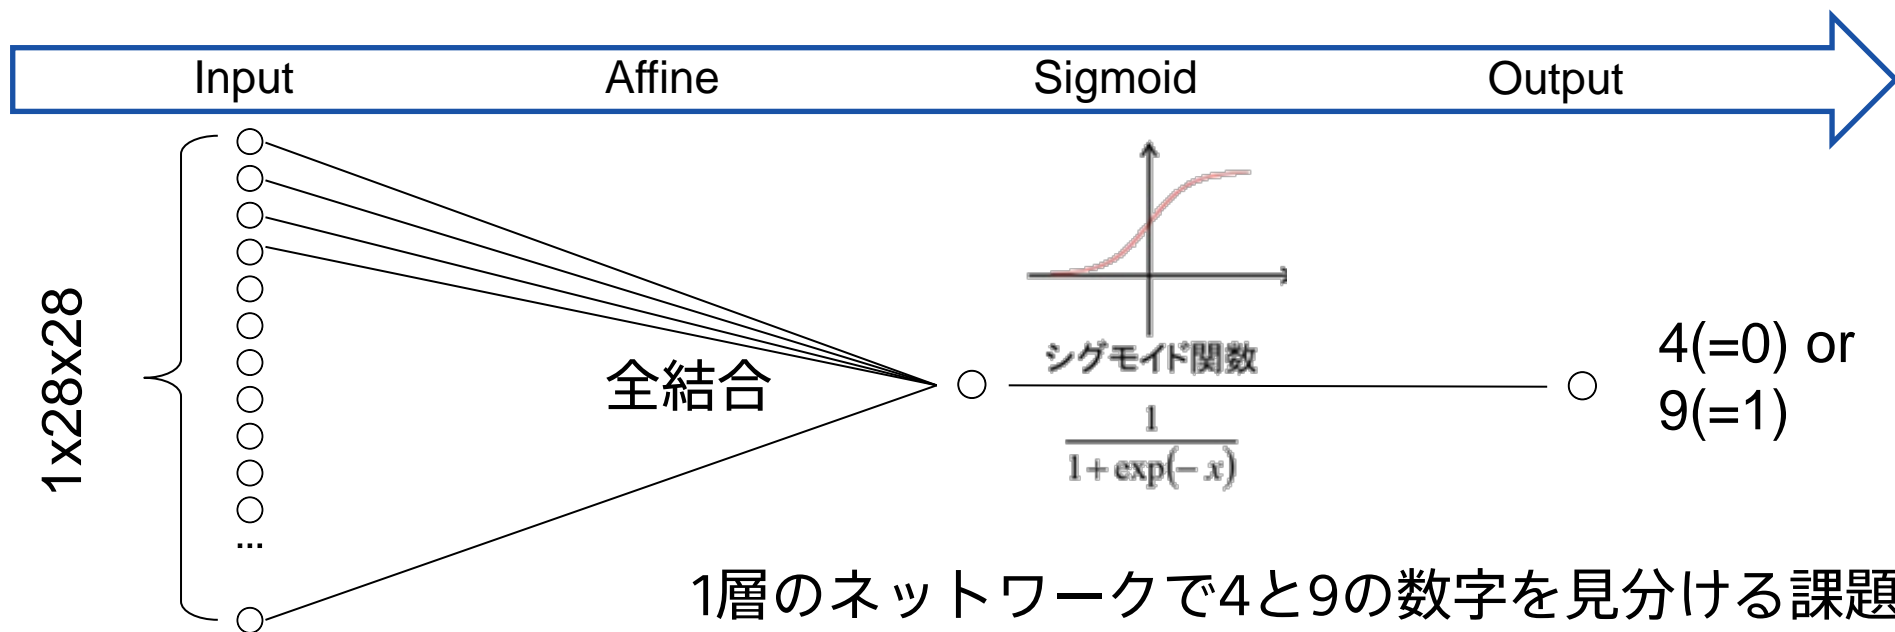 Input Affine Sigmoid Output
1x28x28
全結合
シグモイド関数
1
1+exp(−x)
4(=0) or
9(=1)
...
1層のネットワークで4と9の数字を見分ける課題